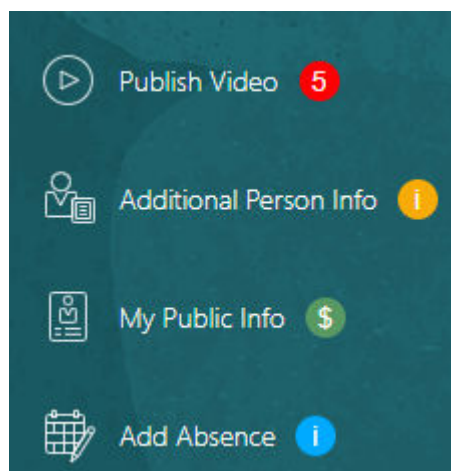 Publish Video 5
Additional Person Info i
My Public Info $
Add Absence i